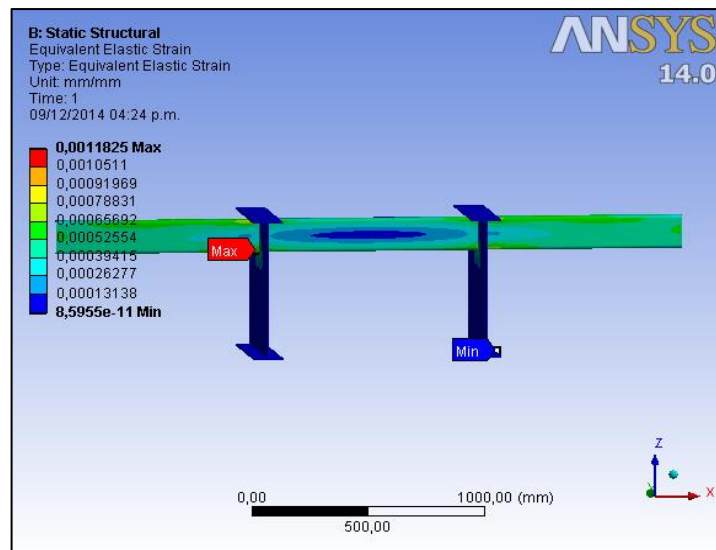 B: Static Structural
Equivalent Elastic Strain
Type: Equivalent Elastic Strain
Unit: mm/mm
Time: 1
09/12/2014 04:24 p.m.
ANSYS
14.0
0,0011825 Max
0,0010511
0,00091969
0,00078831
0,00065692
0,00052554
0,00039415
0,00026277
0,00013138
8,5955e-11 Min
Max
Min
Z
X
0,00
1000,00 (mm)
500,00